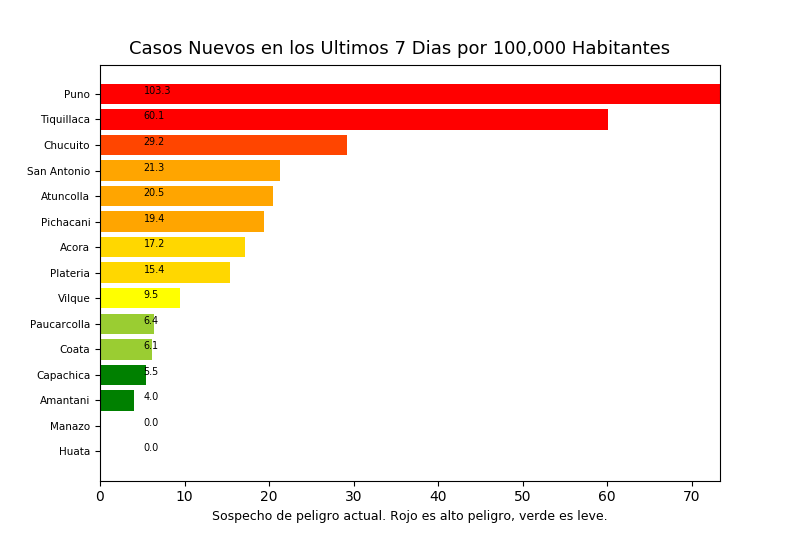 Casos Nuevos en los Ultimos 7 Dias por 100,000 Habitantes
Puno 103.3
Tiquillaca 60.1
Chucuito 29.2
San Antonio 21.3
Atuncolla 20.5
Pichacani 19.4
Acora 17.2
Plateria 15.4
Vilque 9.5
Paucarcolla 6.4
Coata 6.1
Capachica 5.5
Amantani 4.0
Manazo 0.0
Huata 0.0
0 10 20 30 40 50 60 70
Sospecho de peligro actual. Rojo es alto peligro, verde es leve.